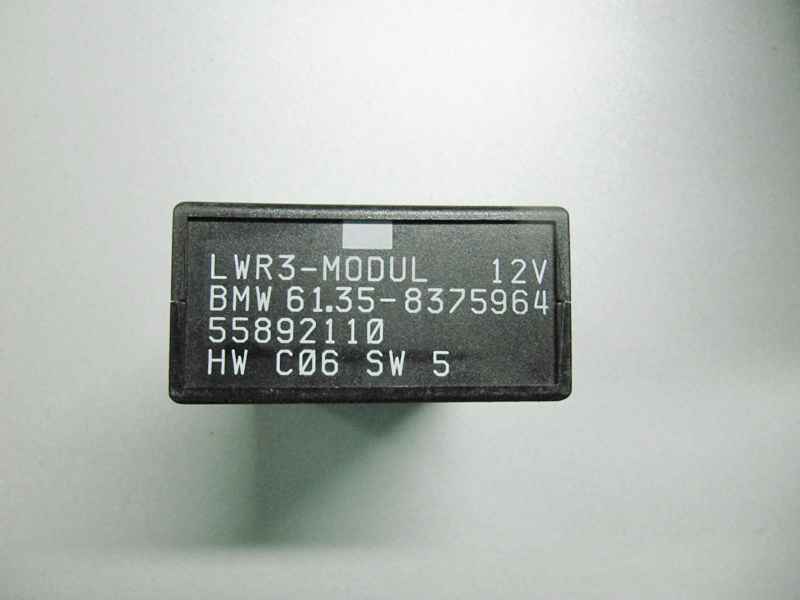 LWR3-MODUL 12V
BMW 61.35-8375964
55892110
HW C06 SW 5